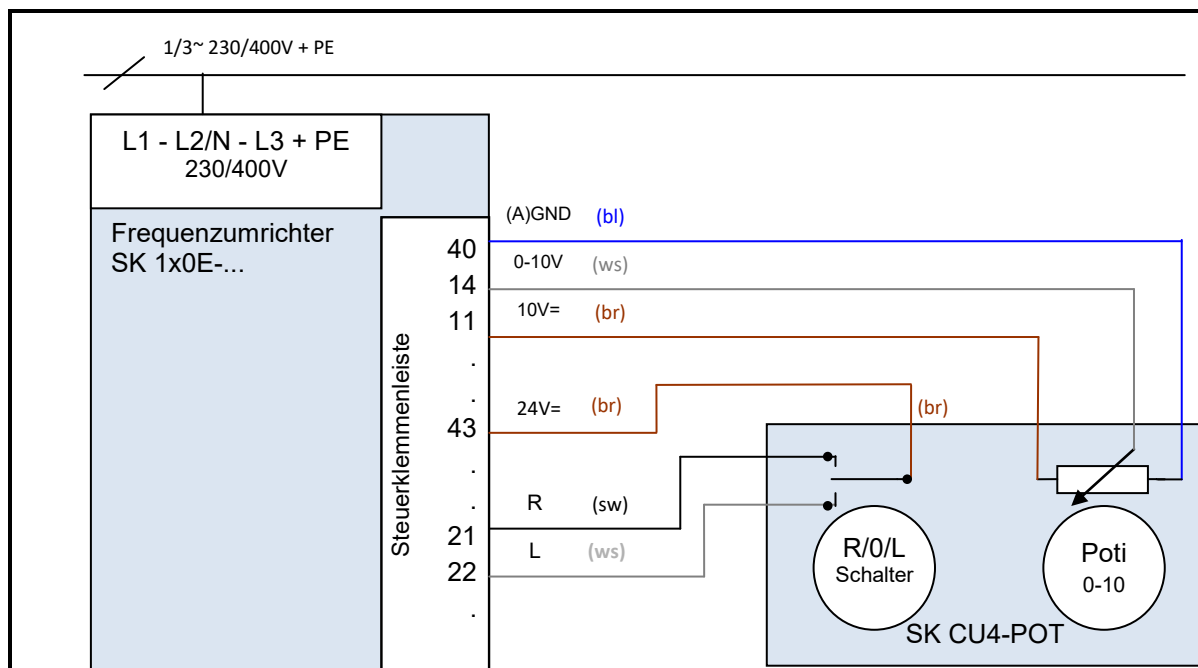 1/3~ 230/400V + PE
L1 - L2/N - L3 + PE
230/400V
Frequenzumrichter
SK 1x0E-...
Steuerklemmenleiste
40
14
11
.
.
43
.
.
21
22
.
(A)GND (bl)
0-10V (ws)
10V= (br)
24V= (br)
(br)
R (sw)
L (ws)
R/0/L
Schalter
Poti
0-10
SK CU4-POT